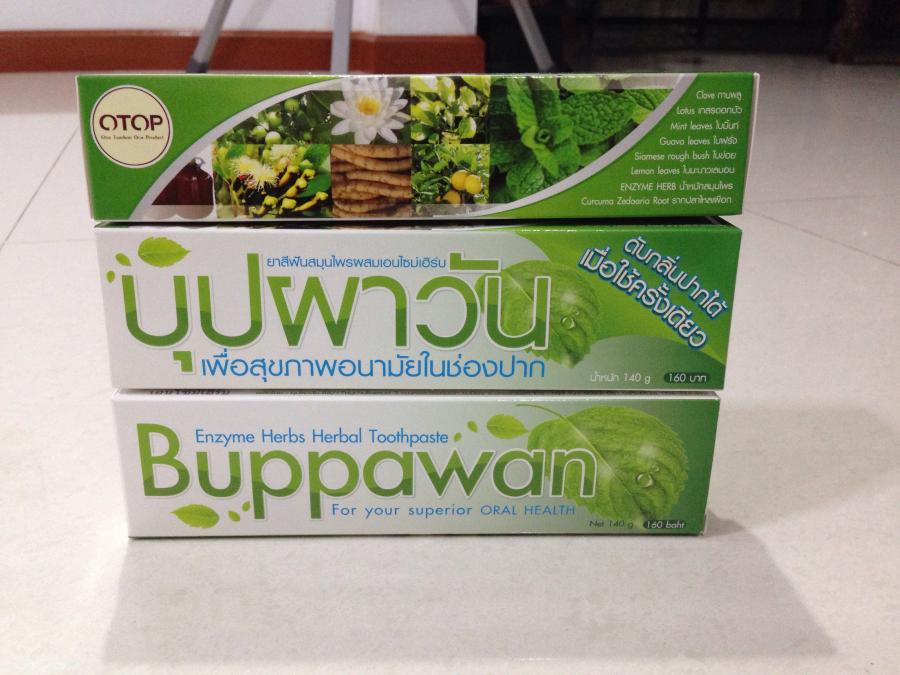 OTOP
One Tambon One Product
Clove กานพลู
Lotus เกสรดอกบัว
Mint leaves ใบมิ้นท์
Guava leaves ใบฝรั่ง
Siamese rough bush ใบข่อย
Lemon leaves ใบมะนาวเลมอน
ENZYME HERB น้ำหมักสมุนไพร
Curcuma Zedoaria Root รากปลาไหลเผือก
ยาสีฟันสมุนไพรผสมเอนไซม์เฮิร์บ
บุปผาวัน
เพื่อสุขภาพอนามัยในช่องปาก
ดับกลิ่นปากได้
เมื่อใช้ครั้งเดียว
น้ำหนัก 140 g 160 บาท
Enzyme Herbs Herbal Toothpaste
Buppawan
For your superior ORAL HEALTH
Net 140 g 160 baht